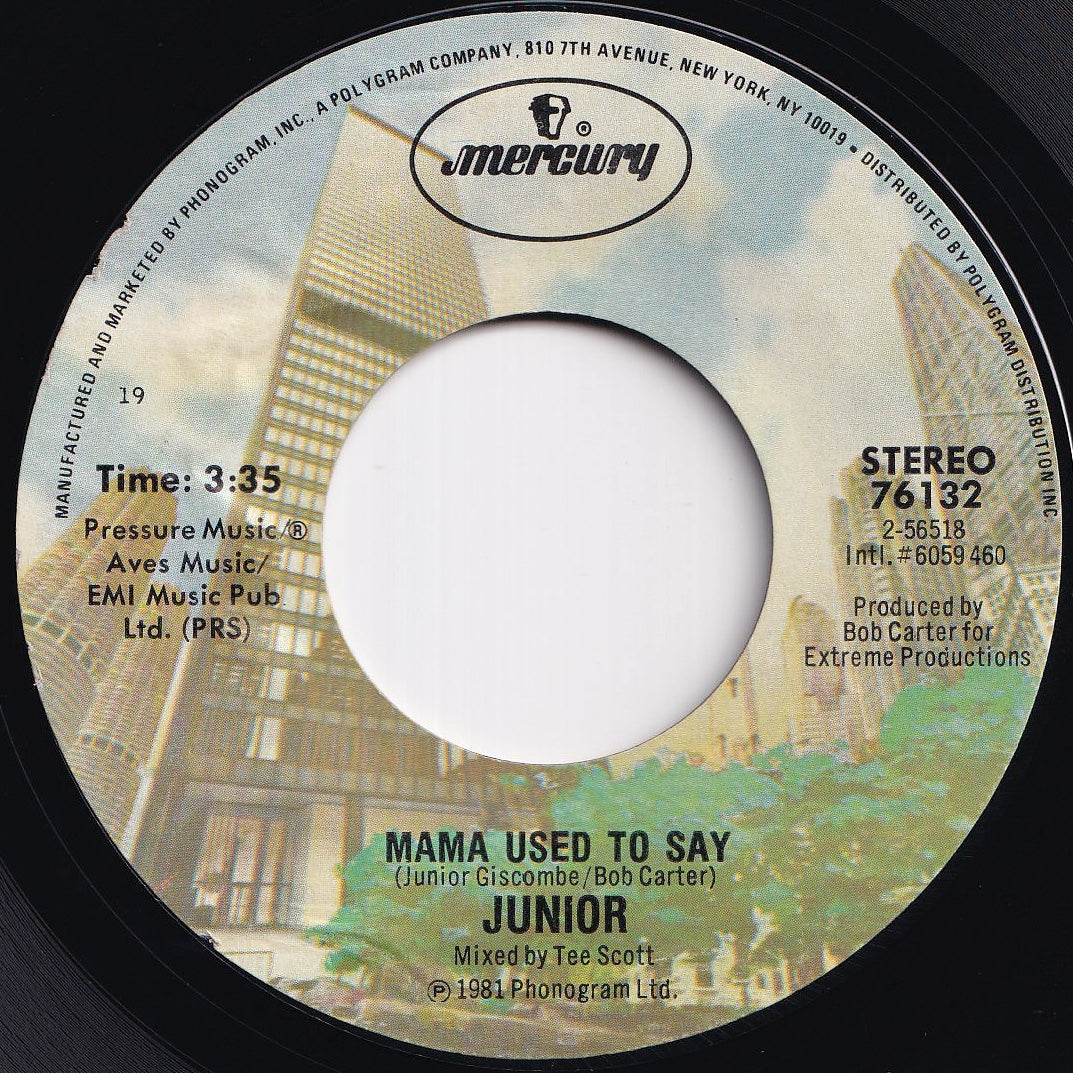 MANUFACTURED AND MARKETED BY PHONOGRAM, INC., A POLYGRAM COMPANY, 810 7TH AVENUE, NEW YORK, NY 10019 • DISTRIBUTED BY POLYGRAM DISTRIBUTION INC
®
mercury
19
Time: 3:35
Pressure Music/®
Aves Music/
EMI Music Pub
Ltd. (PRS)
STEREO
76132
2-56518
Intl. #6059 460
Produced by
Bob Carter for
Extreme Productions
MAMA USED TO SAY
(Junior Giscombe/Bob Carter)
JUNIOR
Mixed by Tee Scott
℗ 1981 Phonogram Ltd.